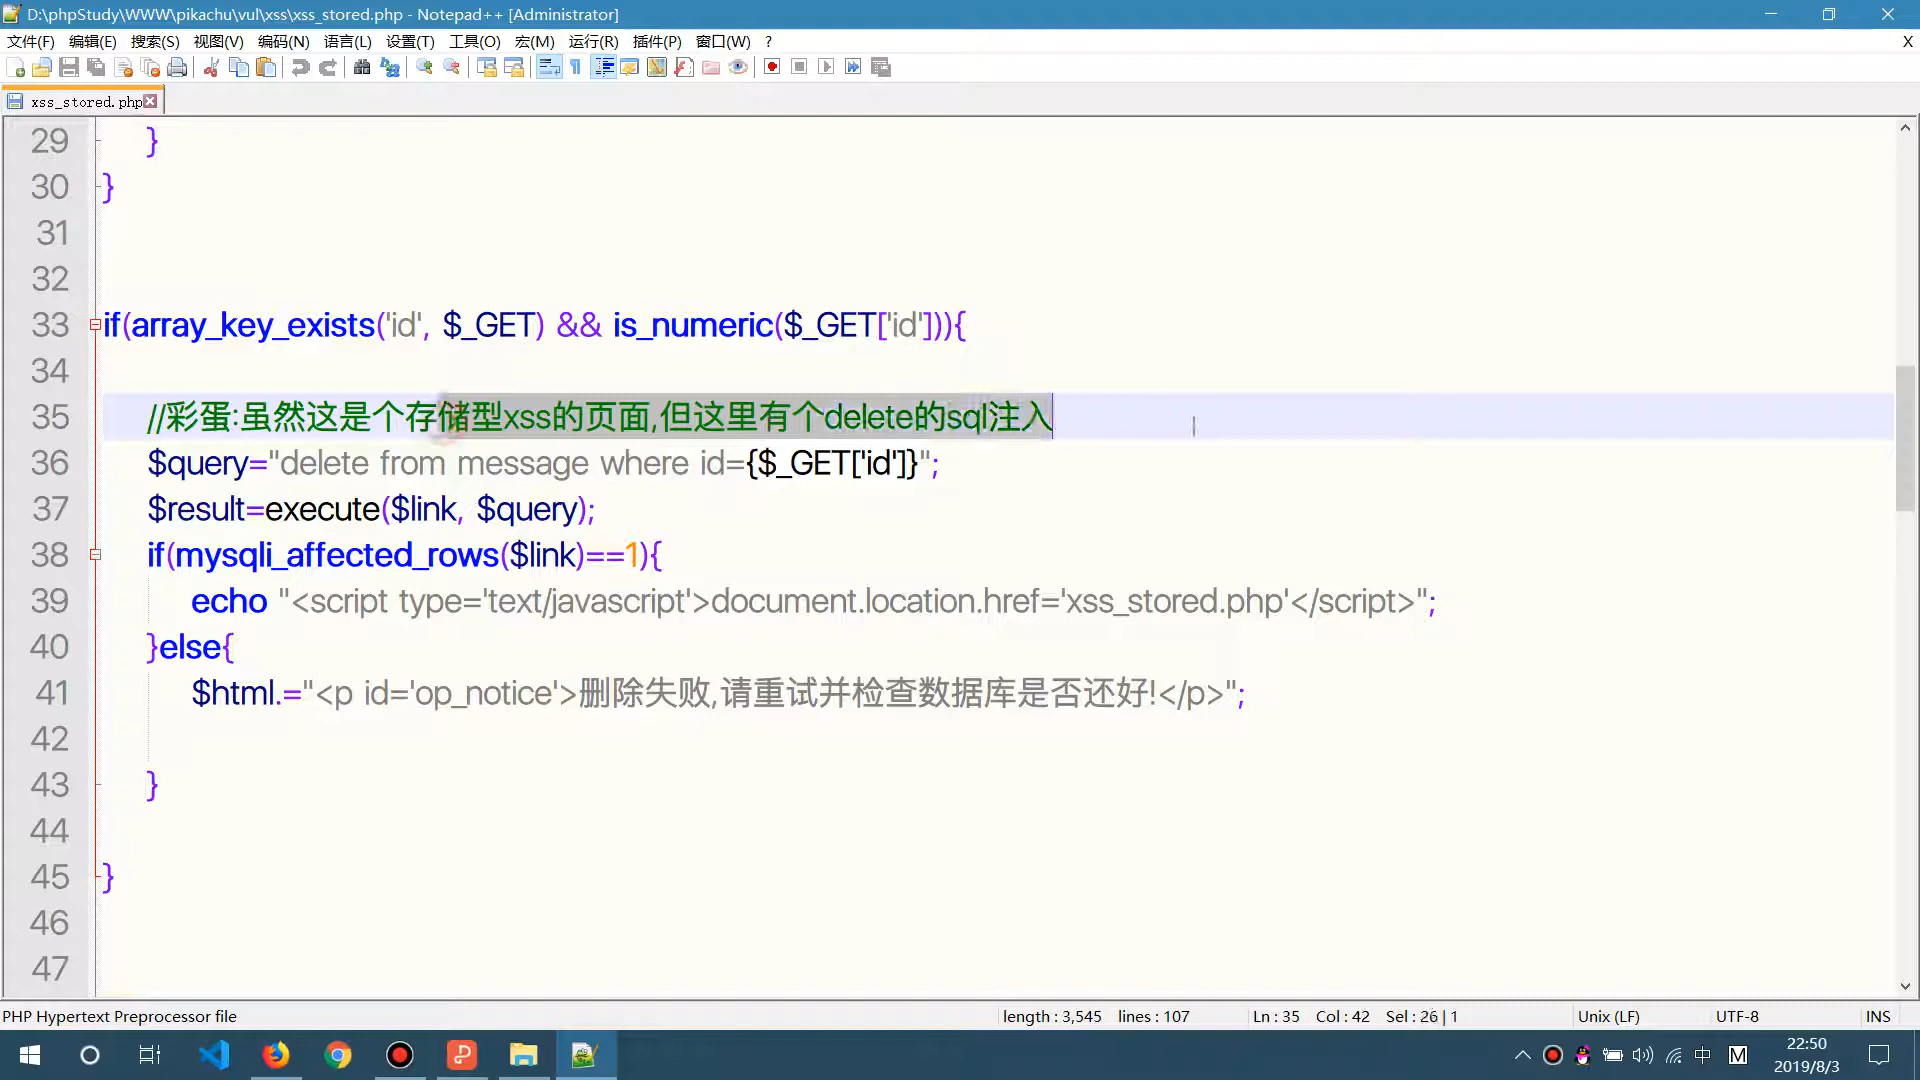 D:\phpStudy\WWW\pikachu\vul\xss\xss_stored.php - Notepad++ [Administrator]
文件(F) 编辑(E) 搜索(S) 视图(V) 编码(N) 语言(L) 设置(T) 工具(O) 宏(M) 运行(R) 插件(P) 窗口(W) ? X
xss_stored.php
29 }
30 }
31
32
33 if(array_key_exists('id', $_GET) && is_numeric($_GET['id'])){
34
35 //彩蛋:虽然这是个存储型xss的页面,但这里有个delete的sql注入
36 $query="delete from message where id={$_GET['id']}";
37 $result=execute($link, $query);
38 if(mysqli_affected_rows($link)==1){
39 echo "<script type='text/javascript'>document.location.href='xss_stored.php'</script>";
40 }else{
41 $html.="<p id='op_notice'>删除失败,请重试并检查数据库是否还好!</p>";
42
43 }
44
45 }
46
47
PHP Hypertext Preprocessor file length : 3,545 lines : 107 Ln : 35 Col : 42 Sel : 26 | 1 Unix (LF) UTF-8 INS
中 M 22:50
2019/8/3